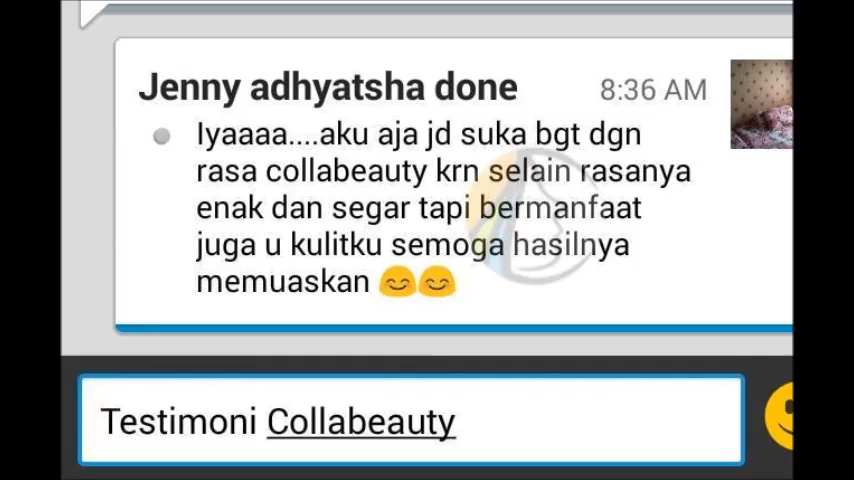 Jenny adhyatsha done
8:36 AM
Iyaaaa....aku aja jd suka bgt dgn
rasa collabeauty krn selain rasanya
enak dan segar tapi bermanfaat
juga u kulitku semoga hasilnya
memuaskan 😊😊
Testimoni Collabeauty